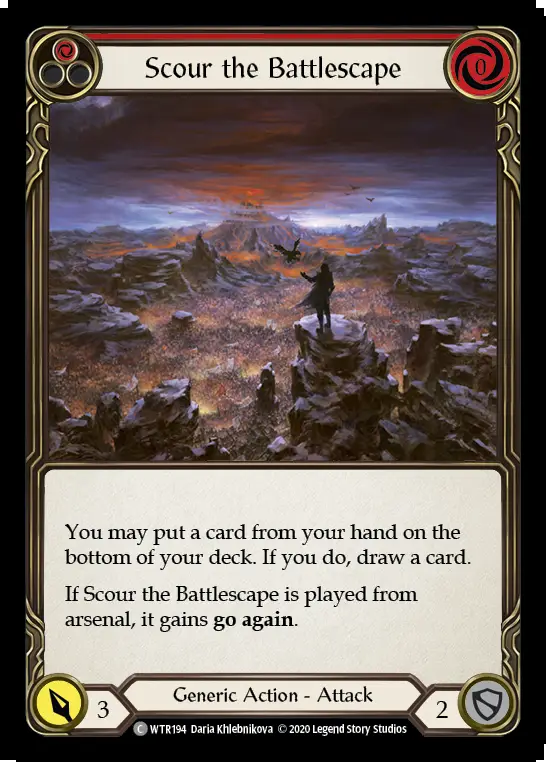 Scour the Battlescape
0
You may put a card from your hand on the
bottom of your deck. If you do, draw a card.
If Scour the Battlescape is played from
arsenal, it gains go again.
3
Generic Action - Attack
2
C WTR194 Daria Khlebnikova © 2020 Legend Story Studios